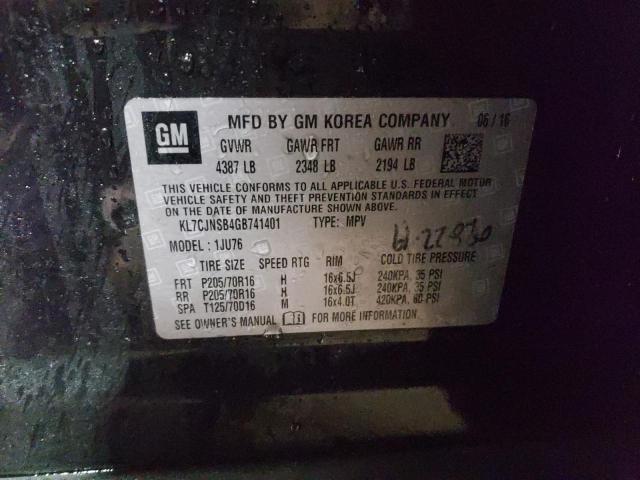 GM
MFD BY GM KOREA COMPANY 06 / 16
GVWR GAWR FRT GAWR RR
4387 LB 2348 LB 2194 LB
THIS VEHICLE CONFORMS TO ALL APPLICABLE U.S. FEDERAL MOTOR
VEHICLE SAFETY AND THEFT PREVENTION STANDARDS IN EFFECT
ON THE DATE OF MANUFACTURE SHOWN ABOVE.
KL7CJNSB4GB741401 TYPE: MPV
MODEL : 1JU76
TIRE SIZE SPEED RTG RIM COLD TIRE PRESSURE
FRT P205/70R16 H 16x6.5J 240KPA, 35 PSI
RR P205/70R16 H 16x6.5J 240KPA, 35 PSI
SPA T125/70D16 M 16x4.0T 420KPA, 60 PSI
SEE OWNER'S MANUAL FOR MORE INFORMATION.